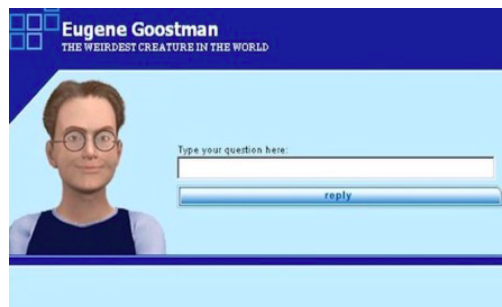 Eugene Goostman
THE WEIRDEST CREATURE IN THE WORLD
Type your question here:
reply